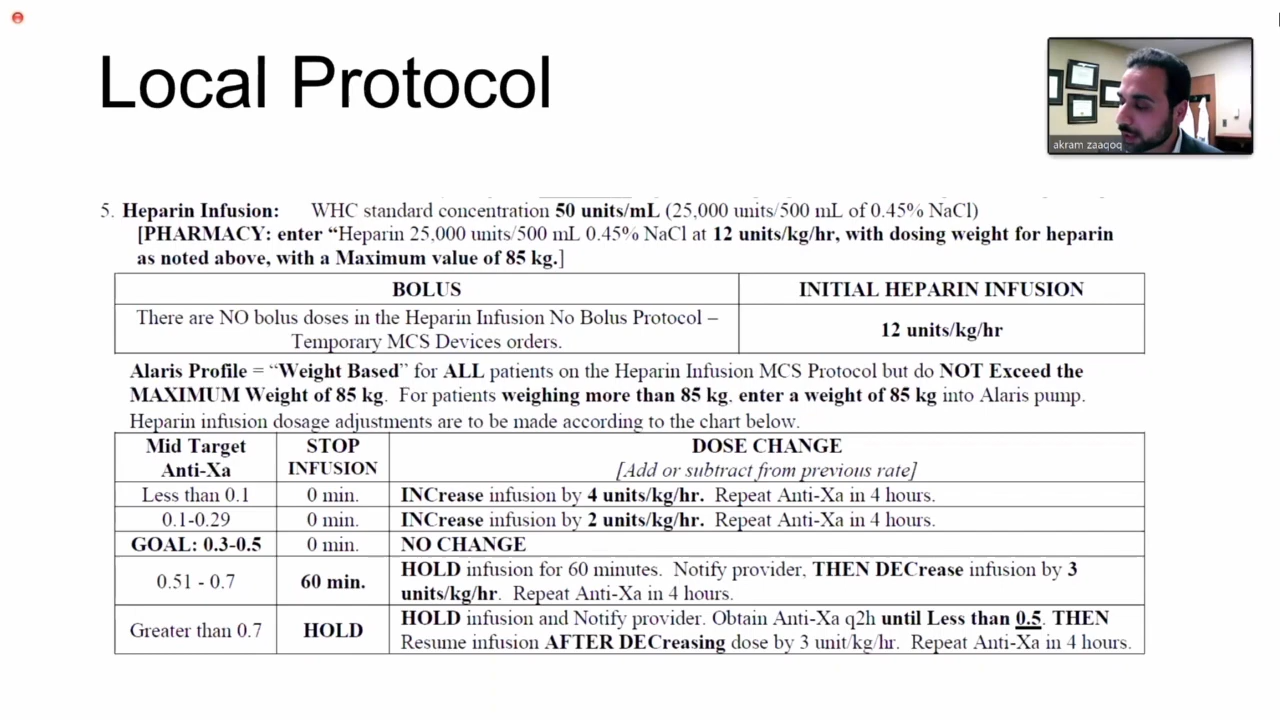 Local Protocol
akram zaaqoq
5. Heparin Infusion: WHC standard concentration 50 units/mL (25,000 units/500 mL of 0.45% NaCl)
[PHARMACY: enter “Heparin 25,000 units/500 mL 0.45% NaCl at 12 units/kg/hr, with dosing weight for heparin
as noted above, with a Maximum value of 85 kg.]
BOLUS
INITIAL HEPARIN INFUSION
There are NO bolus doses in the Heparin Infusion No Bolus Protocol –
Temporary MCS Devices orders.
12 units/kg/hr
Alaris Profile = “Weight Based” for ALL patients on the Heparin Infusion MCS Protocol but do NOT Exceed the
MAXIMUM Weight of 85 kg. For patients weighing more than 85 kg, enter a weight of 85 kg into Alaris pump.
Heparin infusion dosage adjustments are to be made according to the chart below.
Mid Target
Anti-Xa
STOP
INFUSION
DOSE CHANGE
[Add or subtract from previous rate]
Less than 0.1
0 min.
INCrease infusion by 4 units/kg/hr. Repeat Anti-Xa in 4 hours.
0.1-0.29
0 min.
INCrease infusion by 2 units/kg/hr. Repeat Anti-Xa in 4 hours.
GOAL: 0.3-0.5
0 min.
NO CHANGE
0.51 - 0.7
60 min.
HOLD infusion for 60 minutes. Notify provider, THEN DECrease infusion by 3
units/kg/hr. Repeat Anti-Xa in 4 hours.
Greater than 0.7
HOLD
HOLD infusion and Notify provider. Obtain Anti-Xa q2h until Less than 0.5. THEN
Resume infusion AFTER DECreasing dose by 3 unit/kg/hr. Repeat Anti-Xa in 4 hours.